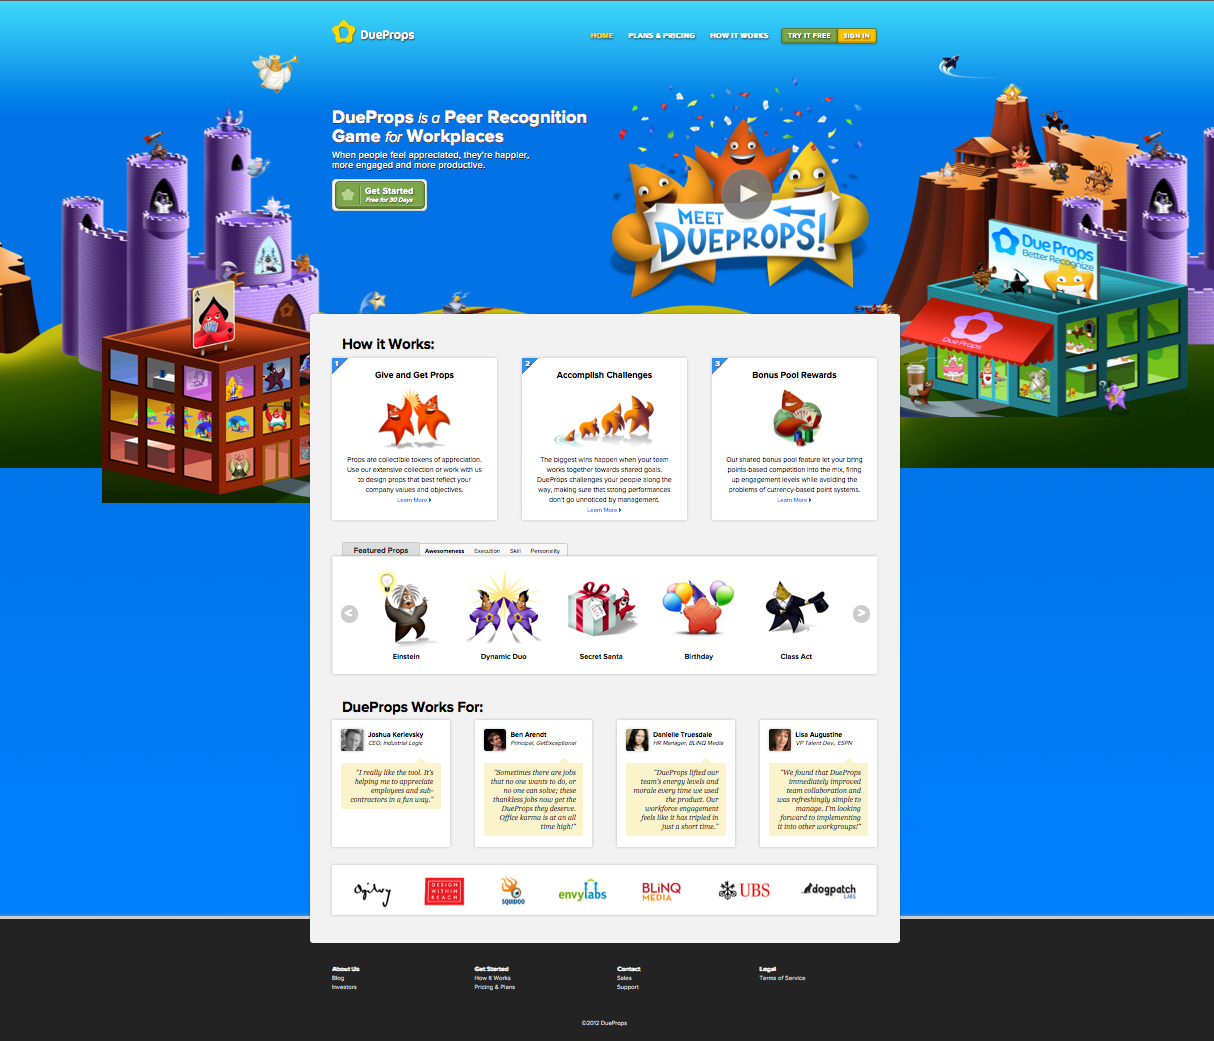 DueProps
HOME
PLANS & PRICING
HOW IT WORKS
TRY IT FREE
SIGN IN
DueProps is a Peer Recognition
Game for Workplaces
When people feel appreciated, they're happier,
more engaged and more productive.
Get Started
Free for 30 Days
MEET
DUEPROPS!
Due Props
Better Recognize
Due Props
A
How it Works:
1
Give and Get Props
Props are collectible tokens of appreciation.
Use our extensive collection or work with us
to design props that best reflect your
company values and objectives.
Learn More
2
Accomplish Challenges
The biggest wins happen when your team
works together towards shared goals.
DueProps challenges your people along the
way, making sure that strong performances
don't go unnoticed by management.
Learn More
3
Bonus Pool Rewards
Our shared bonus pool feature let your bring
points-based competition into the mix, firing
up engagement levels while avoiding the
problems of currency-based point systems.
Learn More
Featured Props
Awesomeness
Execution
Skill
Personality
Einstein
Dynamic Duo
Secret Santa
Birthday
Class Act
DueProps Works For:
Joshua Kerievsky
CEO, Industrial Logic
"I really like the tool. It's
helping me to appreciate
employees and sub-
contractors in a fun way."
Ben Arendt
Principal, GetExceptional
"Sometimes there are jobs
that no one wants to do, or
no one can solve; these
thankless jobs now get the
DueProps they deserve.
Office karma is at an all
time high!"
Danielle Truesdale
HR Manager, BLiNQ Media
"DueProps lifted our
team's energy levels and
morale every time we used
the product. Our
workforce engagement
feels like it has tripled in
just a short time."
Lisa Augustine
VP Talent Dev., ESPN
"We found that DueProps
immediately improved
team collaboration and
was refreshingly simple to
manage. I'm looking
forward to implementing
it into other workgroups!"
Ogilvy
DESIGN
WITHIN
REACH
SQUIDOO
envylabs
BLiNQ
MEDIA
UBS
dogpatch
LABS
About Us
Blog
Investors
Get Started
How It Works
Pricing & Plans
Contact
Sales
Support
Legal
Terms of Service
©2012 DueProps